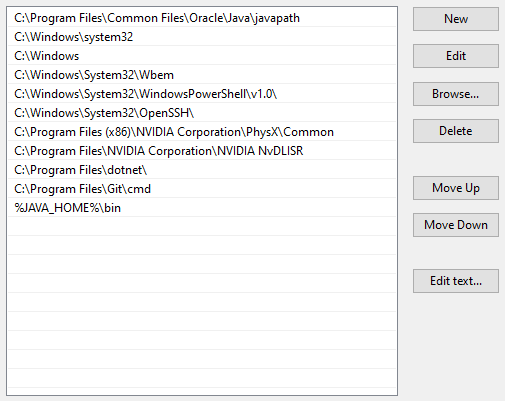 C:\Program Files\Common Files\Oracle\Java\javapath
C:\Windows\system32
C:\Windows
C:\Windows\System32\Wbem
C:\Windows\System32\WindowsPowerShell\v1.0\
C:\Windows\System32\OpenSSH\
C:\Program Files (x86)\NVIDIA Corporation\PhysX\Common
C:\Program Files\NVIDIA Corporation\NVIDIA NvDLISR
C:\Program Files\dotnet\
C:\Program Files\Git\cmd
%JAVA_HOME%\bin
New
Edit
Browse...
Delete
Move Up
Move Down
Edit text...